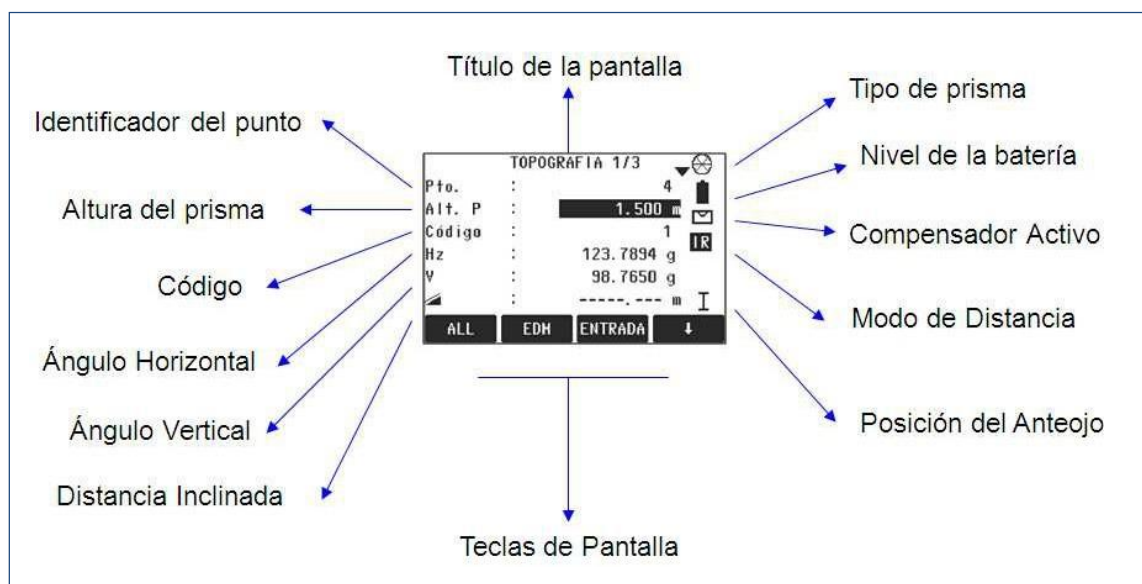 Título de la pantalla
Identificador del punto
Altura del prisma
Código
Ángulo Horizontal
Ángulo Vertical
Distancia Inclinada
TOPOGRAFIA 1/3
Pto. : 4
Alt. P : 1.500 m
Código : 1
Hz : 123.7894 g
V : 98.7650 g
: -----.--- m
IR
I
ALL EDM ENTRADA ↓
Tipo de prisma
Nivel de la batería
Compensador Activo
Modo de Distancia
Posición del Anteojo
Teclas de Pantalla